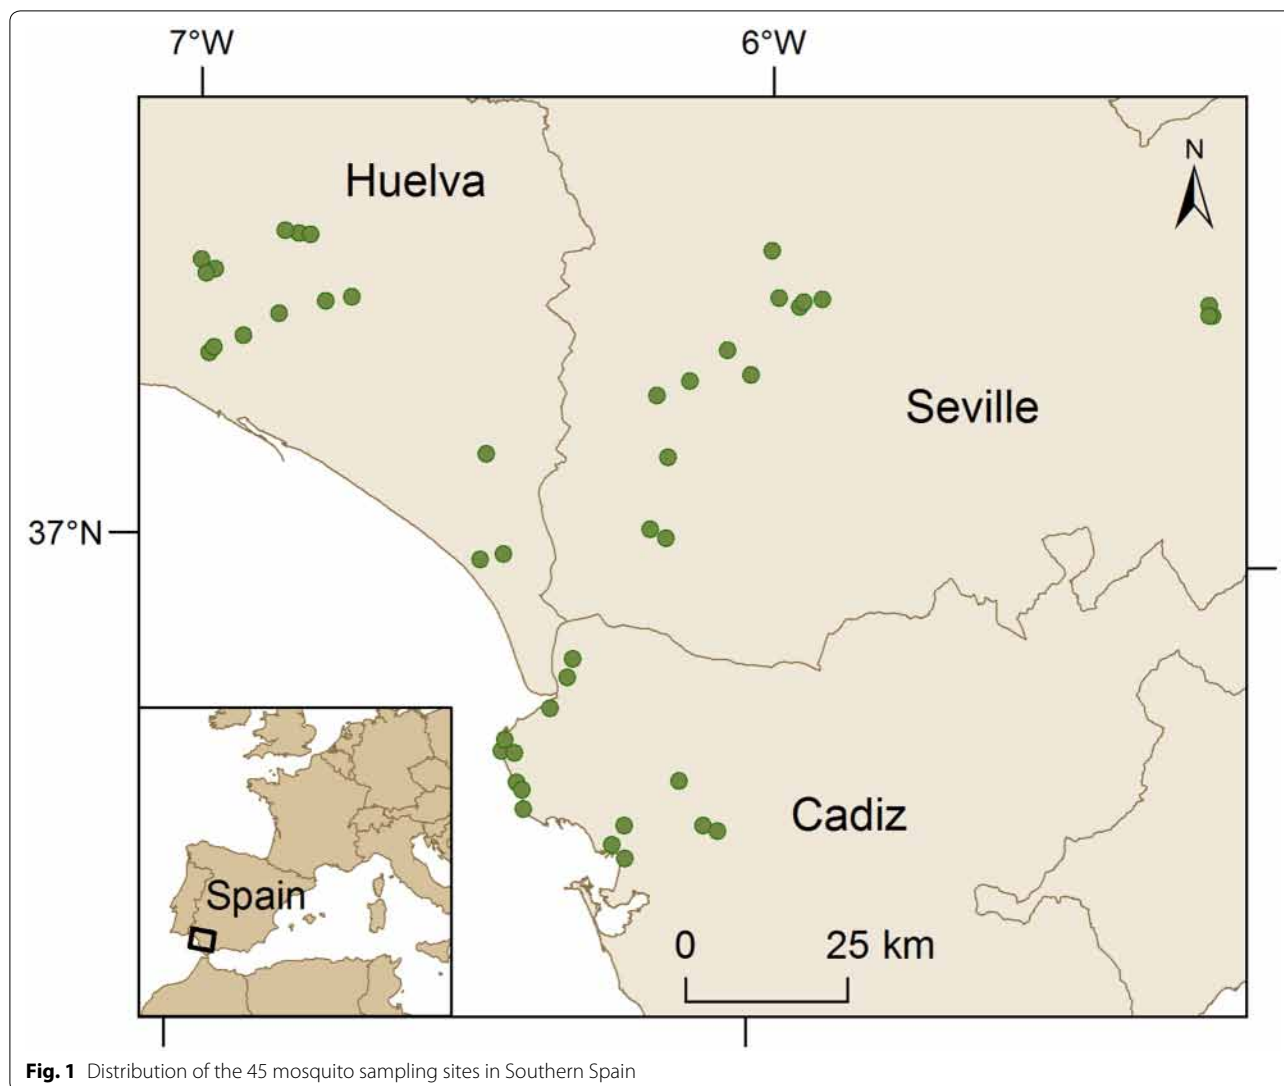 7°W 6°W
N
Huelva
Seville
37°N
Cadiz
Spain
0 25 km
Fig. 1 Distribution of the 45 mosquito sampling sites in Southern Spain